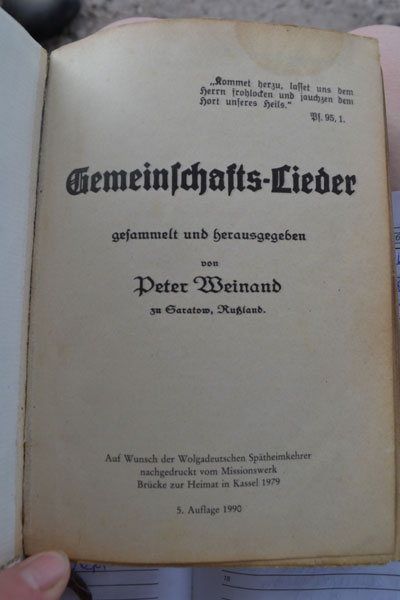 „Kommet herzu, lasset uns dem
Herrn frohlocken und jauchzen dem
Hort unseres Heils.“
Ps. 95, 1.
Gemeinschafts-Lieder
gesammelt und herausgegeben
von
Peter Weinand
zu Saratow, Rußland.
Auf Wunsch der Wolgadeutschen Spätheimkehrer
nachgedruckt vom Missionswerk
Brücke zur Heimat in Kassel 1979
5. Auflage 1990